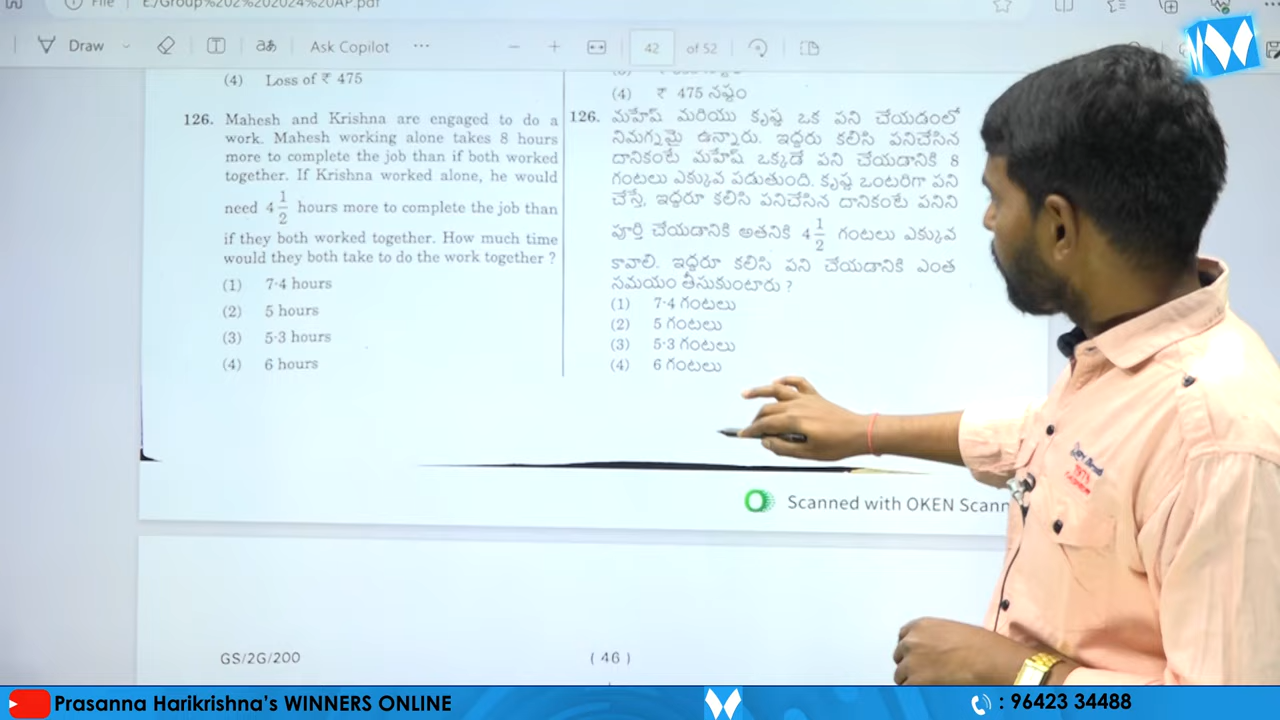 File
E:/Group%202%202024%20AP.pdf
Draw
aあ
Ask Copilot
42
of 52
(4) Loss of ₹ 475
126. Mahesh and Krishna are engaged to do a
work. Mahesh working alone takes 8 hours
more to complete the job than if both worked
together. If Krishna worked alone, he would
need 4 1/2 hours more to complete the job than
if they both worked together. How much time
would they both take to do the work together ?
(1) 7·4 hours
(2) 5 hours
(3) 5·3 hours
(4) 6 hours
(4) ₹ 475 నష్టం
126. మహేష్ మరియు కృష్ణ ఒక పని చేయడంలో
నిమగ్నమై ఉన్నారు. ఇద్దరు కలిసి పనిచేసిన
దానికంటే మహేష్ ఒక్కడే పని చేయడానికి 8
గంటలు ఎక్కువ పడుతుంది. కృష్ణ ఒంటరిగా పని
చేస్తే, ఇద్దరూ కలిసి పనిచేసిన దానికంటే పనిని
పూర్తి చేయడానికి అతనికి 4 1/2 గంటలు ఎక్కువ
కావాలి. ఇద్దరూ కలిసి పని చేయడానికి ఎంత
సమయం తీసుకుంటారు ?
(1) 7·4 గంటలు
(2) 5 గంటలు
(3) 5·3 గంటలు
(4) 6 గంటలు
Scanned with OKEN Scann
GS/2G/200
( 46 )
Prasanna Harikrishna's WINNERS ONLINE
: 96423 34488